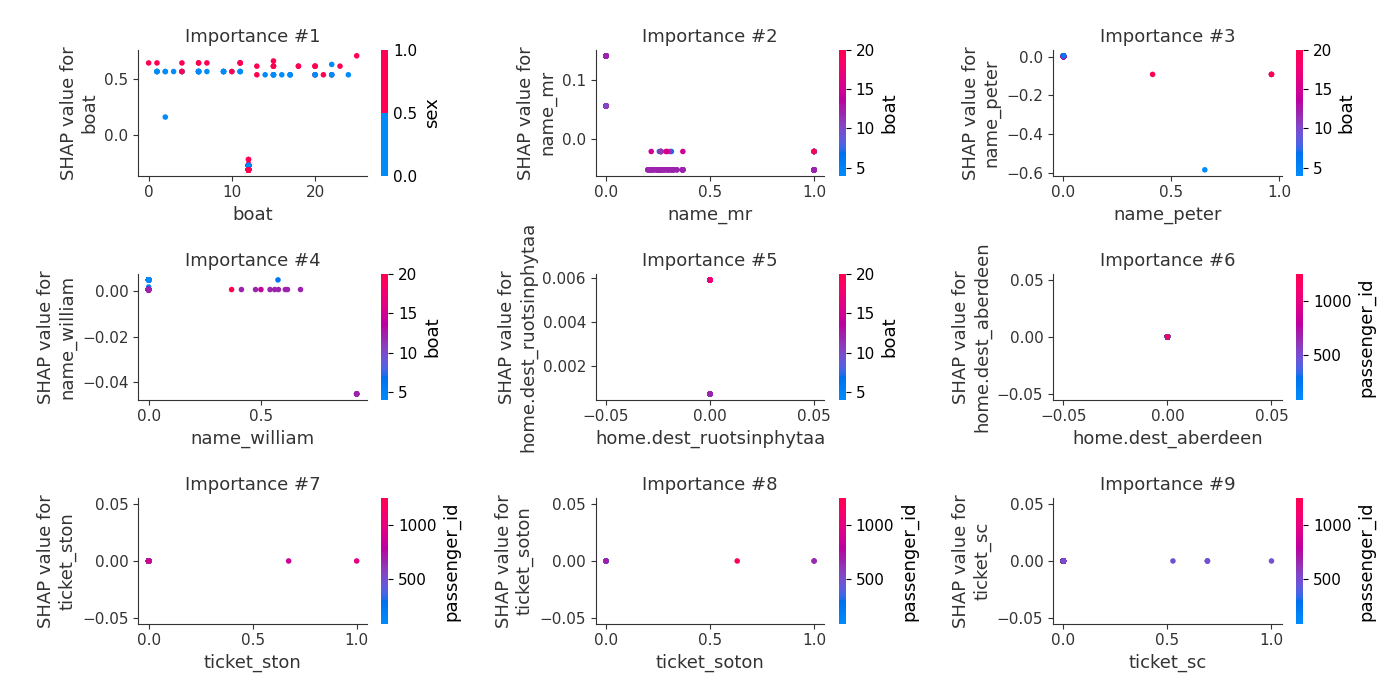 Importance #1
SHAP value for
boat
0.5
0.0
0
10
20
boat
1.0
0.5
0.0
sex
Importance #2
SHAP value for
name_mr
0.1
0.0
0.0
0.5
1.0
name_mr
20
15
10
5
boat
Importance #3
SHAP value for
name_peter
0.0
−0.2
−0.4
−0.6
0.0
0.5
1.0
name_peter
20
15
10
5
boat
Importance #4
SHAP value for
name_william
0.00
−0.02
−0.04
0.0
0.5
name_william
20
15
10
5
boat
Importance #5
SHAP value for
home.dest_ruotsinphytaa
0.006
0.004
0.002
−0.05
0.00
0.05
home.dest_ruotsinphytaa
20
15
10
5
boat
Importance #6
SHAP value for
home.dest_aberdeen
0.05
0.00
−0.05
−0.05
0.00
0.05
home.dest_aberdeen
1000
500
passenger_id
Importance #7
SHAP value for
ticket_ston
0.05
0.00
−0.05
0.0
0.5
1.0
ticket_ston
1000
500
passenger_id
Importance #8
SHAP value for
ticket_soton
0.05
0.00
−0.05
0.0
0.5
1.0
ticket_soton
1000
500
passenger_id
Importance #9
SHAP value for
ticket_sc
0.05
0.00
−0.05
0.0
0.5
1.0
ticket_sc
1000
500
passenger_id